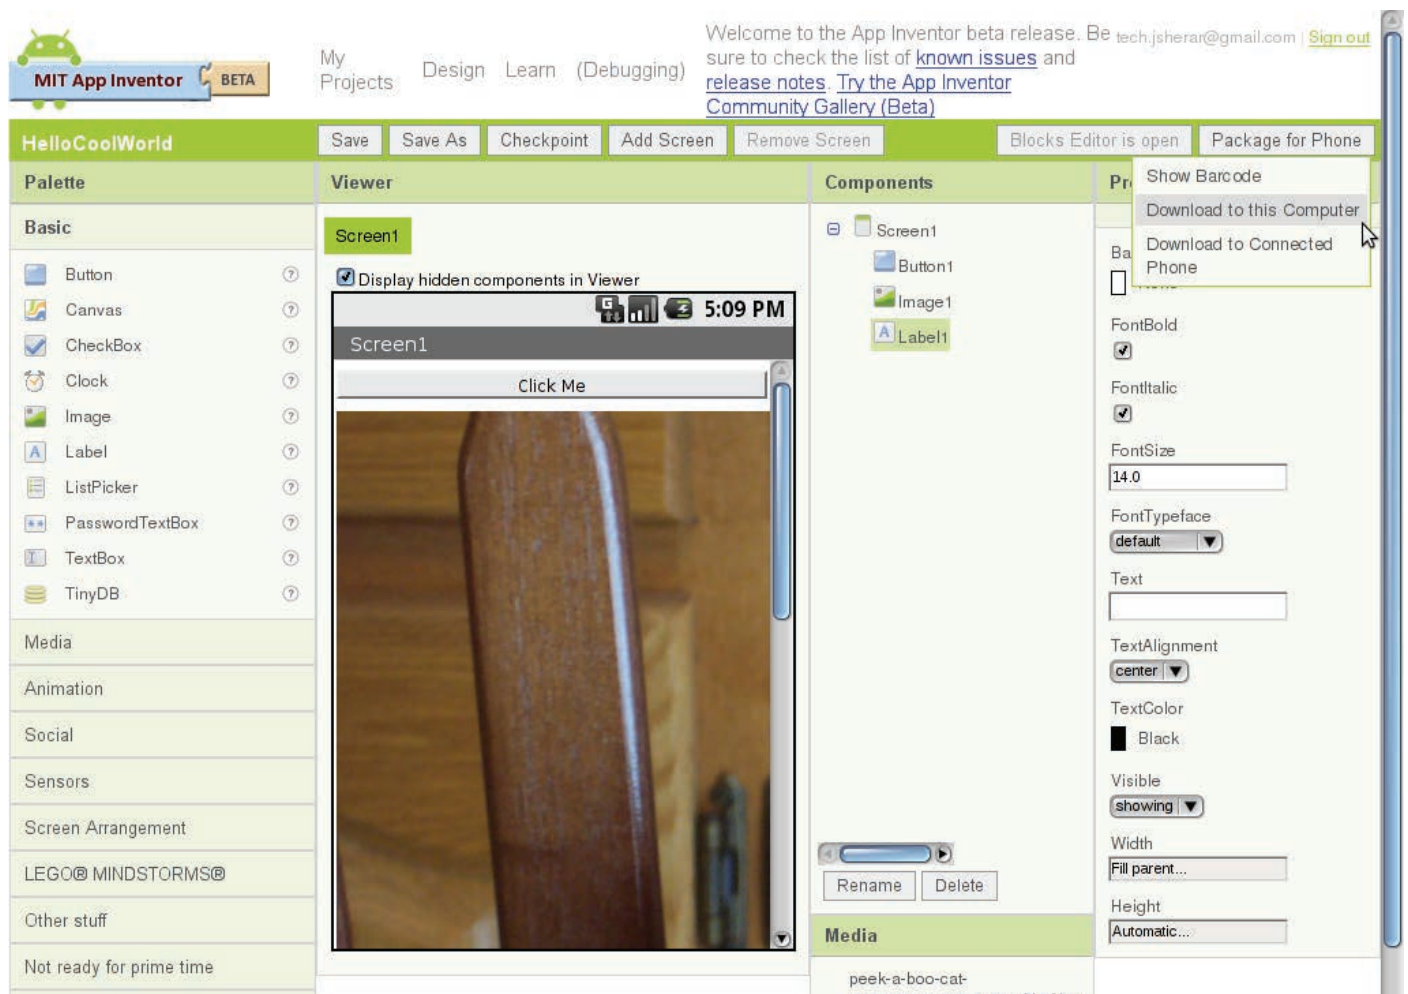 MIT App Inventor BETA
My
Projects
Design Learn (Debugging)
Welcome to the App Inventor beta release. Be
sure to check the list of known issues and
release notes. Try the App Inventor
Community Gallery (Beta)
tech.jsherar@gmail.com | Sign out
HelloCoolWorld
Save Save As Checkpoint Add Screen Remove Screen Blocks Editor is open Package for Phone
Show Barcode
Download to this Computer
Download to Connected
Phone
Palette
Basic
Button ?
Canvas ?
CheckBox ?
Clock ?
Image ?
Label ?
ListPicker ?
PasswordTextBox ?
TextBox ?
TinyDB ?
Media
Animation
Social
Sensors
Screen Arrangement
LEGO® MINDSTORMS®
Other stuff
Not ready for prime time
Viewer
Screen1
Display hidden components in Viewer
G 5:09 PM
Screen1
Click Me
Components
Screen1
Button1
Image1
A Label1
Rename Delete
Media
peek-a-boo-cat-
Pr
Ba
FontBold
FontItalic
FontSize
14.0
FontTypeface
default
Text
TextAlignment
center
TextColor
Black
Visible
showing
Width
Fill parent...
Height
Automatic...